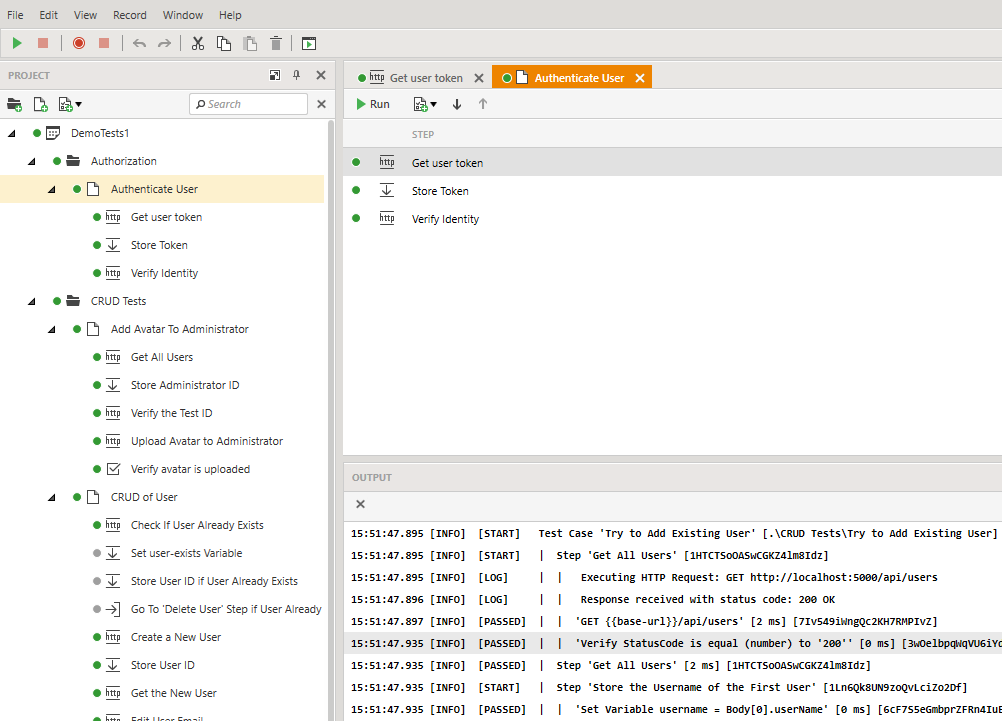 File Edit View Record Window Help
PROJECT
Search
DemoTests1
Authorization
Authenticate User
http Get user token
Store Token
http Verify Identity
CRUD Tests
Add Avatar To Administrator
http Get All Users
Store Administrator ID
http Verify the Test ID
http Upload Avatar to Administrator
Verify avatar is uploaded
CRUD of User
http Check If User Already Exists
Set user-exists Variable
Store User ID if User Already Exists
Go To 'Delete User' Step if User Already
http Create a New User
Store User ID
http Get the New User
http Edit User Email
http Get user token
Authenticate User
Run
STEP
http Get user token
Store Token
http Verify Identity
OUTPUT
15:51:47.895 [INFO] [START] Test Case 'Try to Add Existing User' [.\CRUD Tests\Try to Add Existing User]
15:51:47.895 [INFO] [START] | Step 'Get All Users' [1HTCTSoOASwCGKZ4lm8Idz]
15:51:47.895 [INFO] [LOG] | | Executing HTTP Request: GET http://localhost:5000/api/users
15:51:47.896 [INFO] [LOG] | | Response received with status code: 200 OK
15:51:47.897 [INFO] [PASSED] | | 'GET {{base-url}}/api/users' [2 ms] [7Iv549iWngQc2KH7RMPIvZ]
15:51:47.935 [INFO] [PASSED] | | 'Verify StatusCode is equal (number) to '200'' [0 ms] [3wOelbpqWqVU6iYo
15:51:47.935 [INFO] [PASSED] | Step 'Get All Users' [2 ms] [1HTCTSoOASwCGKZ4lm8Idz]
15:51:47.935 [INFO] [START] | Step 'Store the Username of the First User' [1Ln6Qk8UN9zoQvLciZo2Df]
15:51:47.935 [INFO] [PASSED] | | 'Set Variable username = Body[0].userName' [0 ms] [6cF7S5eGmbprZFRn4IuE